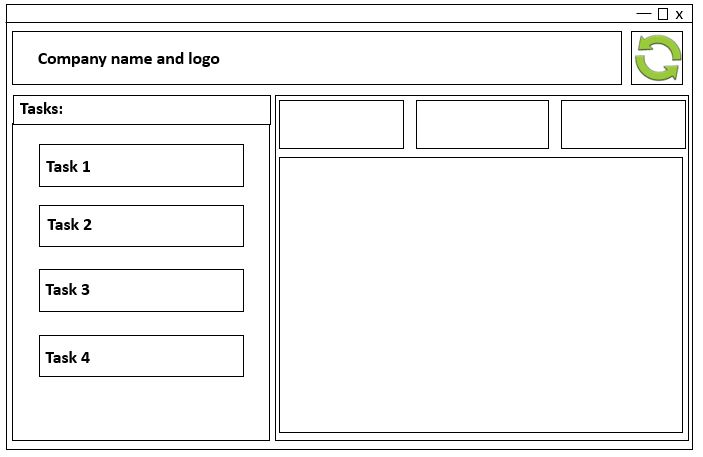 x
Company name and logo
Tasks:
Task 1
Task 2
Task 3
Task 4